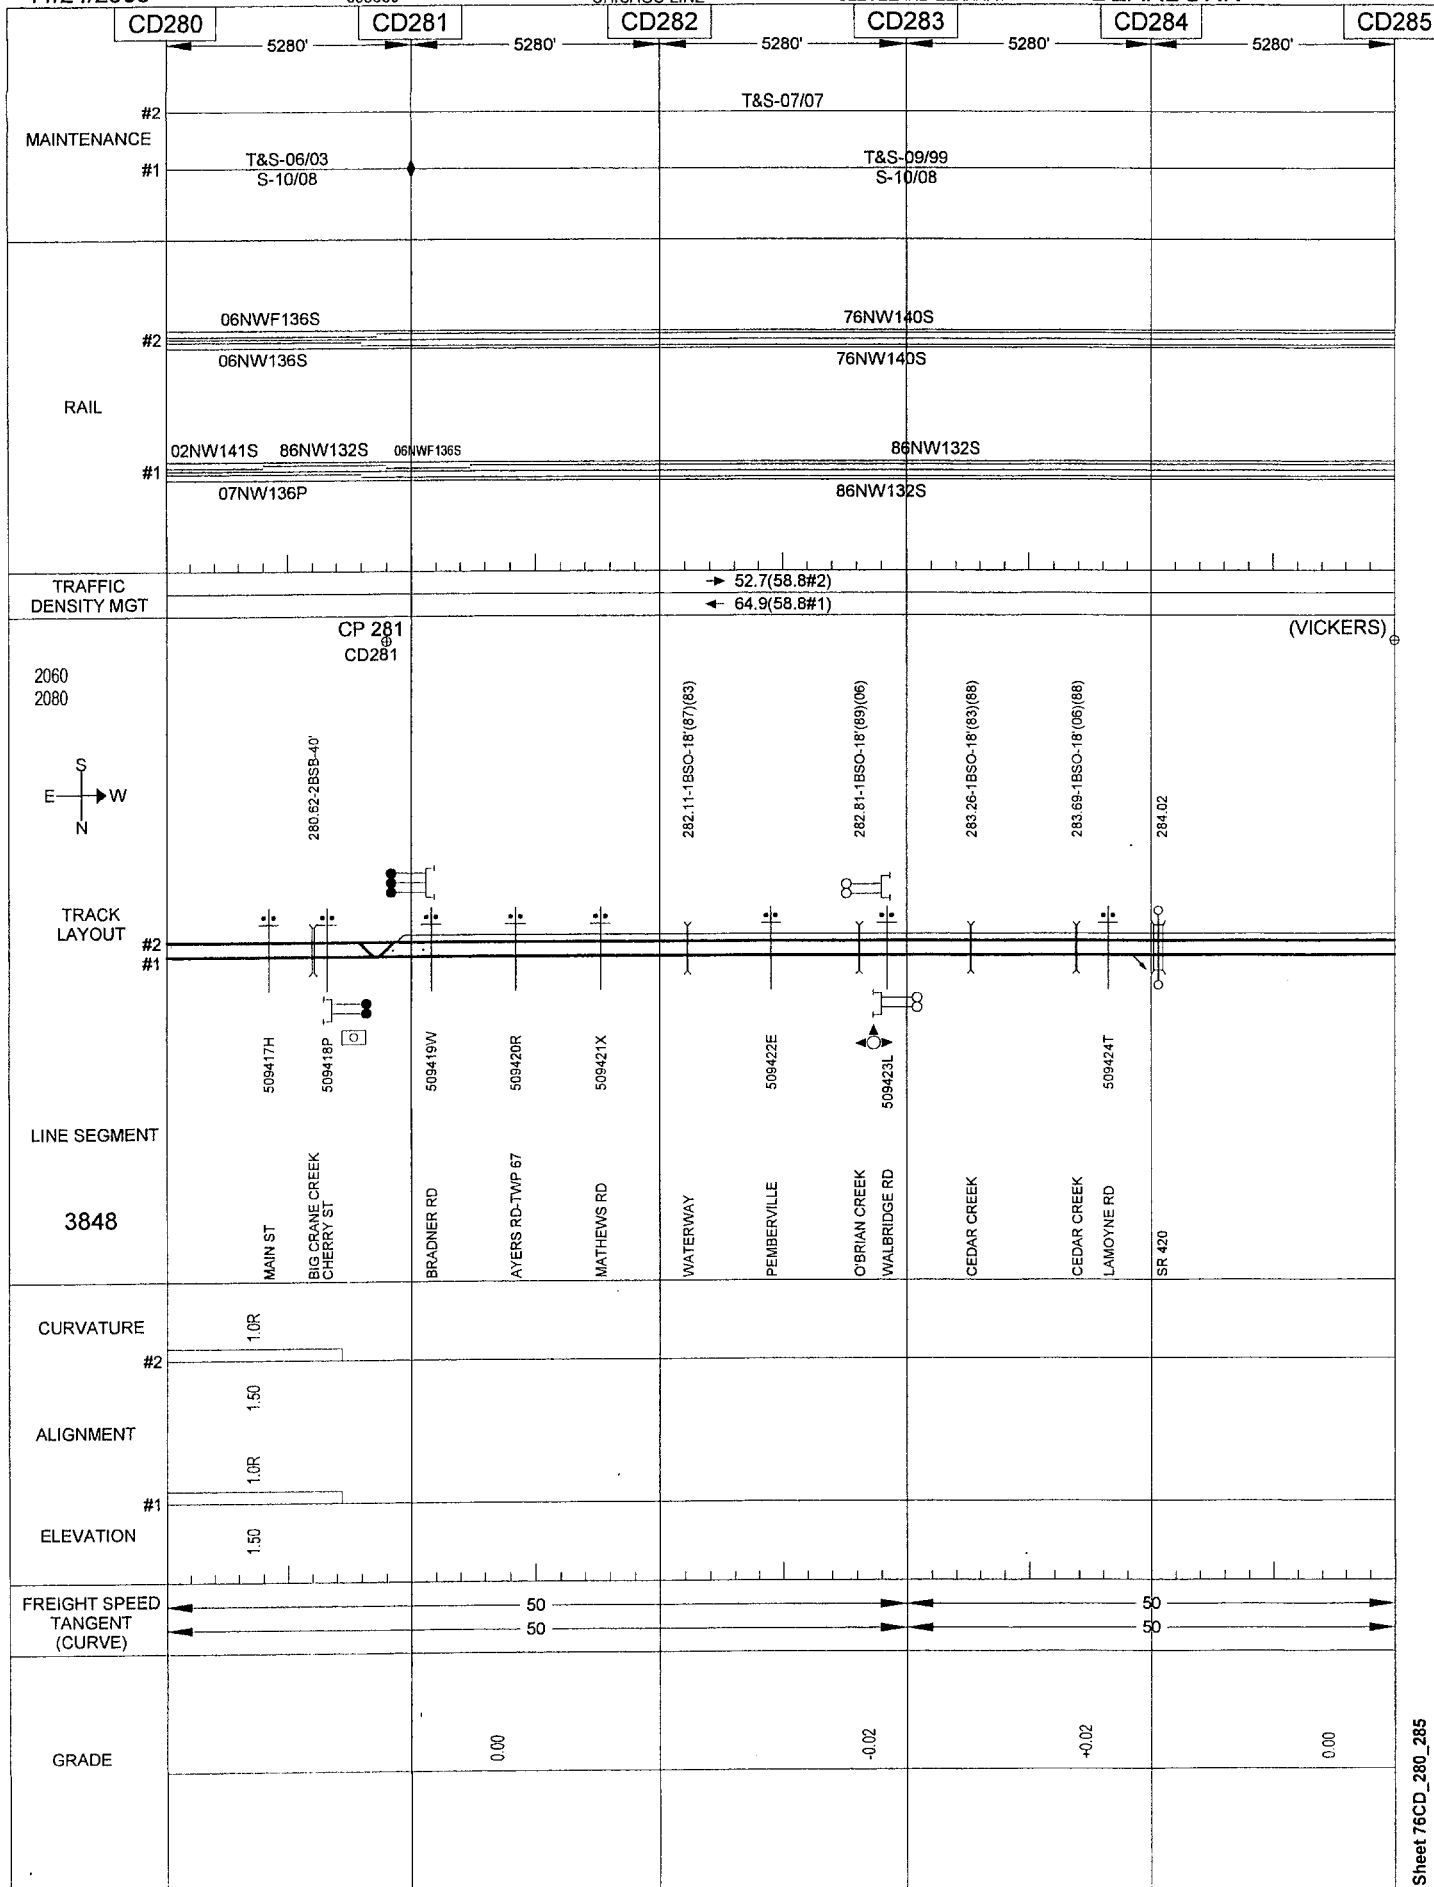 CHICAGO LINE
CD280 CD281 CD282 CD283 CD284 CD285
5280' 5280' 5280' 5280' 5280'
MAINTENANCE
#2
T&S-07/07
#1
T&S-06/03
S-10/08
T&S-09/99
S-10/08
RAIL
#2
06NWF136S
76NW140S
06NW136S
76NW140S
#1
02NW141S 86NW132S 06NWF136S 86NW132S
07NW136P
86NW132S
TRAFFIC
DENSITY MGT
→ 52.7(58.8#2)
← 64.9(58.8#1)
CP 281
CD281
(VICKERS)
2060
2080
S
E W
N
280.62-2BSB-40'
282.11-1BSO-18'(87)(83)
282.81-1BSO-18'(89)(06)
283.26-1BSO-18'(83)(88)
283.69-1BSO-18'(06)(88)
284.02
TRACK
LAYOUT
#2
#1
509417H
509418P
509419W
509420R
509421X
509422E
509423L
509424T
LINE SEGMENT
3848
MAIN ST
BIG CRANE CREEK
CHERRY ST
BRADNER RD
AYERS RD-TWP 67
MATHEWS RD
WATERWAY
PEMBERVILLE
O'BRIAN CREEK
WALBRIDGE RD
CEDAR CREEK
CEDAR CREEK
LAMOYNE RD
SR 420
CURVATURE
1.0R
#2
1.50
ALIGNMENT
1.0R
#1
ELEVATION
1.50
FREIGHT SPEED
TANGENT
(CURVE)
50 50
50 50
GRADE
0.00
-0.02
+0.02
0.00
Sheet 76CD_280_285